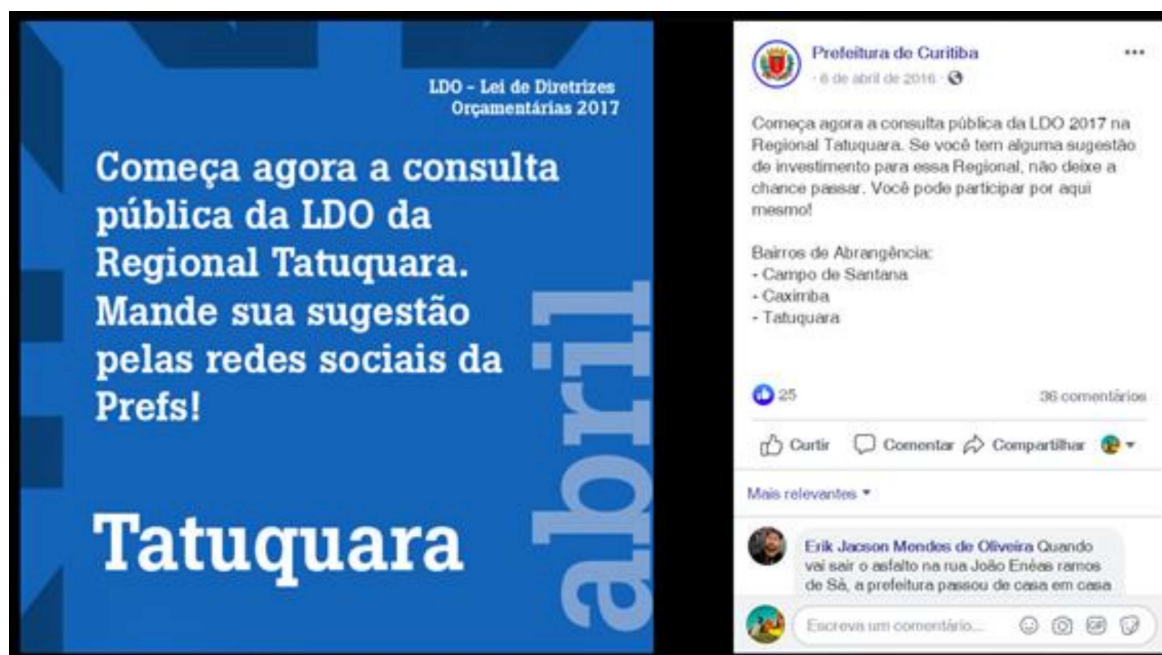 LDO - Lei de Diretrizes
Orçamentárias 2017
Começa agora a consulta
pública da LDO da
Regional Tatuquara.
Mande sua sugestão
pelas redes sociais da
Prefs!
Tatuquara
abril
Prefeitura de Curitiba
· 6 de abril de 2016 ·
Começa agora a consulta pública da LDO 2017 na
Regional Tatuquara. Se você tem alguma sugestão
de investimento para essa Regional, não deixe a
chance passar. Você pode participar por aqui
mesmo!
Bairros de Abrangência:
- Campo de Santana
- Caximba
- Tatuquara
25
36 comentários
Curtir Comentar Compartilhar
Mais relevantes
Erik Jacson Mendes de Oliveira Quando
vai sair o asfalto na rua João Enéas ramos
de Sá, a prefeitura passou de casa em casa
Escreva um comentário...
GIF